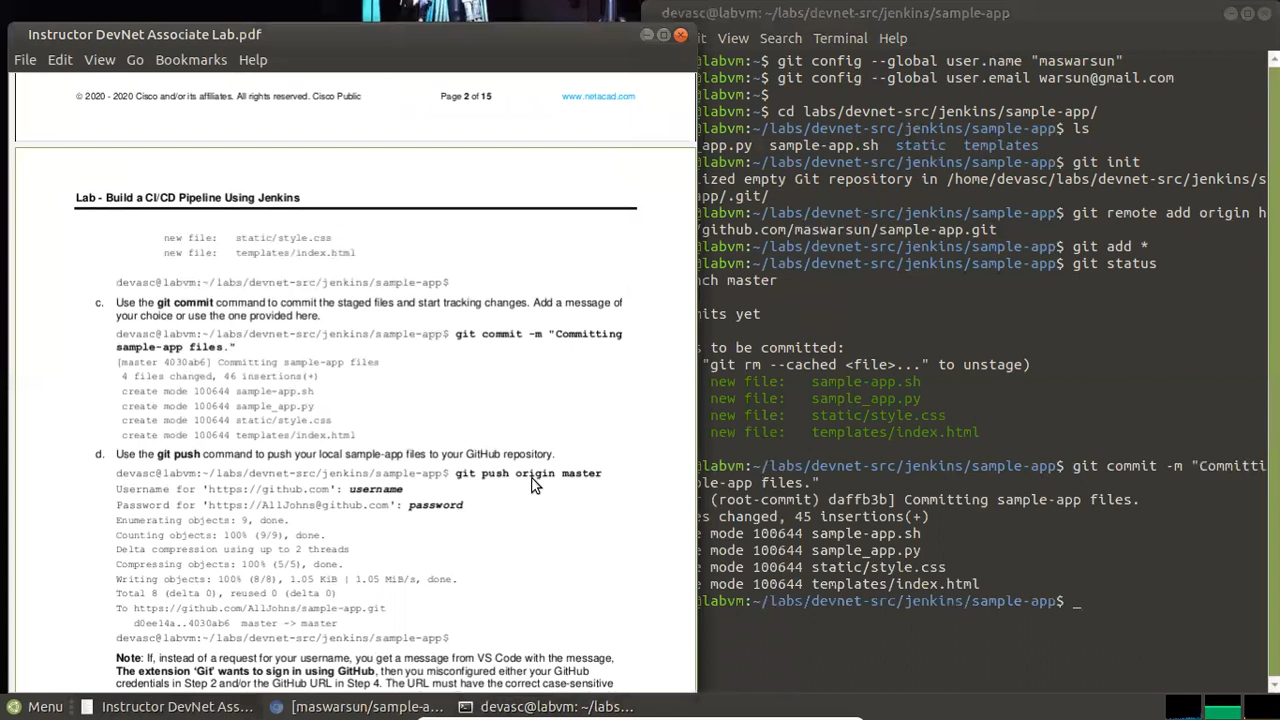 Instructor DevNet Associate Lab.pdf
File Edit View Go Bookmarks Help
© 2020 - 2020 Cisco and/or its affiliates. All rights reserved. Cisco Public Page 2 of 15 www.netacad.com
Lab - Build a CI/CD Pipeline Using Jenkins
new file: static/style.css
new file: templates/index.html
devasc@labvm:~/labs/devnet-src/jenkins/sample-app$
c. Use the git commit command to commit the staged files and start tracking changes. Add a message of
your choice or use the one provided here.
devasc@labvm:~/labs/devnet-src/jenkins/sample-app$ git commit -m "Committing
sample-app files."
[master 4030ab6] Committing sample-app files
4 files changed, 46 insertions(+)
create mode 100644 sample-app.sh
create mode 100644 sample_app.py
create mode 100644 static/style.css
create mode 100644 templates/index.html
d. Use the git push command to push your local sample-app files to your GitHub repository.
devasc@labvm:~/labs/devnet-src/jenkins/sample-app$ git push origin master
Username for 'https://github.com': username
Password for 'https://AllJohns@github.com': password
Enumerating objects: 9, done.
Counting objects: 100% (9/9), done.
Delta compression using up to 2 threads
Compressing objects: 100% (5/5), done.
Writing objects: 100% (8/8), 1.05 KiB | 1.05 MiB/s, done.
Total 8 (delta 0), reused 0 (delta 0)
To https://github.com/AllJohns/sample-app.git
d0ee14a..4030ab6 master -> master
devasc@labvm:~/labs/devnet-src/jenkins/sample-app$
Note: If, instead of a request for your username, you get a message from VS Code with the message,
The extension 'Git' wants to sign in using GitHub, then you misconfigured either your GitHub
credentials in Step 2 and/or the GitHub URL in Step 4. The URL must have the correct case-sensitive
devasc@labvm:~/labs/devnet-src/jenkins/sample-app
it View Search Terminal Help
@labvm:~$ git config --global user.name "maswarsun"
@labvm:~$ git config --global user.email warsun@gmail.com
@labvm:~$
@labvm:~$ cd labs/devnet-src/jenkins/sample-app/
@labvm:~/labs/devnet-src/jenkins/sample-app$ ls
_app.py sample-app.sh static templates
@labvm:~/labs/devnet-src/jenkins/sample-app$ git init
lized empty Git repository in /home/devasc/labs/devnet-src/jenkins/s
app/.git/
@labvm:~/labs/devnet-src/jenkins/sample-app$ git remote add origin h
/github.com/maswarsun/sample-app.git
@labvm:~/labs/devnet-src/jenkins/sample-app$ git add *
@labvm:~/labs/devnet-src/jenkins/sample-app$ git status
nch master
mits yet
s to be committed:
"git rm --cached <file>..." to unstage)
new file: sample-app.sh
new file: sample_app.py
new file: static/style.css
new file: templates/index.html
@labvm:~/labs/devnet-src/jenkins/sample-app$ git commit -m "Committi
ple-app files."
r (root-commit) daffb3b] Committing sample-app files.
es changed, 45 insertions(+)
e mode 100644 sample-app.sh
e mode 100644 sample_app.py
e mode 100644 static/style.css
e mode 100644 templates/index.html
@labvm:~/labs/devnet-src/jenkins/sample-app$ _
Menu Instructor DevNet Assoc... [maswarsun/sample-a... devasc@labvm: ~/labs...